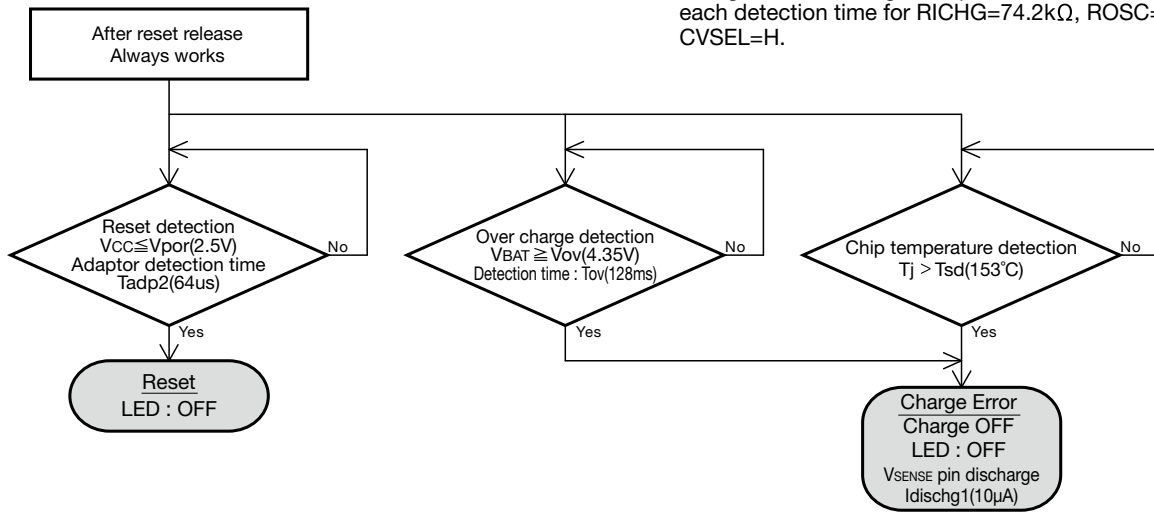 each detection time for RICHG=74.2kΩ, ROSC=
CVSEL=H.
After reset release
Always works
Reset detection
VCC≦Vpor(2.5V)
Adaptor detection time
Tadp2(64us)
No
Yes
Reset
LED : OFF
Over charge detection
VBAT≧Vov(4.35V)
Detection time : Tov(128ms)
No
Yes
Chip temperature detection
Tj > Tsd(153°C)
No
Yes
Charge Error
Charge OFF
LED : OFF
VSENSE pin discharge
Idischg1(10μA)